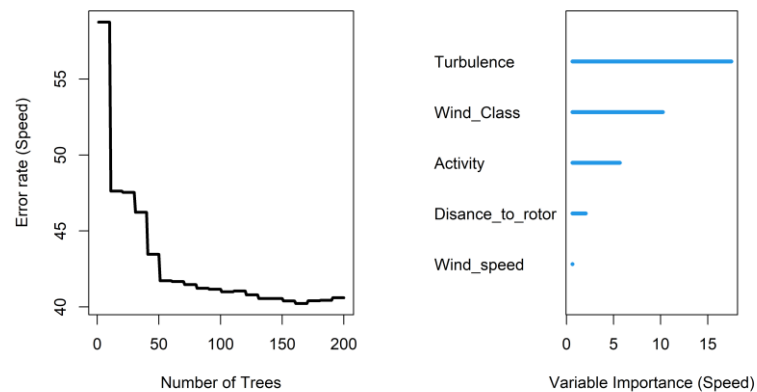 Error rate (Speed)
55
50
45
40
0 50 100 150 200
Number of Trees
Turbulence
Wind_Class
Activity
Disance_to_rotor
Wind_speed
0 5 10 15
Variable Importance (Speed)